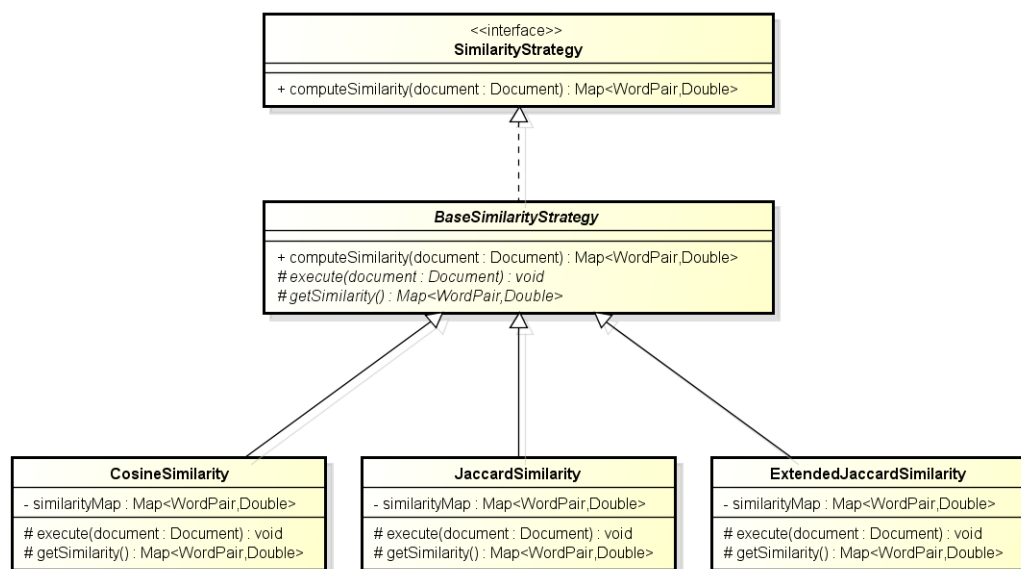 <<interface>>
SimilarityStrategy
+ computeSimilarity(document : Document) : Map<WordPair,Double>
BaseSimilarityStrategy
+ computeSimilarity(document : Document) : Map<WordPair,Double>
# execute(document : Document) : void
# getSimilarity() : Map<WordPair,Double>
CosineSimilarity
- similarityMap : Map<WordPair,Double>
# execute(document : Document) : void
# getSimilarity() : Map<WordPair,Double>
JaccardSimilarity
- similarityMap : Map<WordPair,Double>
# execute(document : Document) : void
# getSimilarity() : Map<WordPair,Double>
ExtendedJaccardSimilarity
- similarityMap : Map<WordPair,Double>
# execute(document : Document) : void
# getSimilarity() : Map<WordPair,Double>